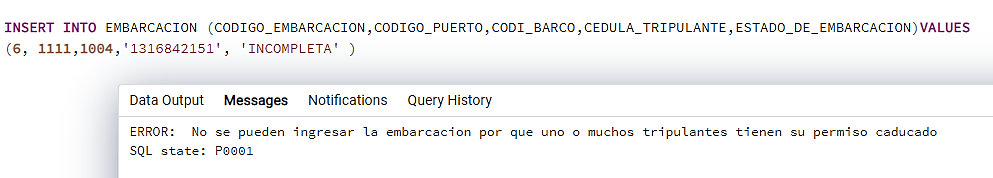 INSERT INTO EMBARCACION (CODIGO_EMBARCACION,CODIGO_PUERTO,CODI_BARCO,CEDULA_TRIPULANTE,ESTADO_DE_EMBARCACION)VALUES
(6, 1111,1004,'1316842151', 'INCOMPLETA' )
Data Output Messages Notifications Query History
ERROR:  No se pueden ingresar la embarcacion por que uno o muchos tripulantes tienen su permiso caducado
SQL state: P0001